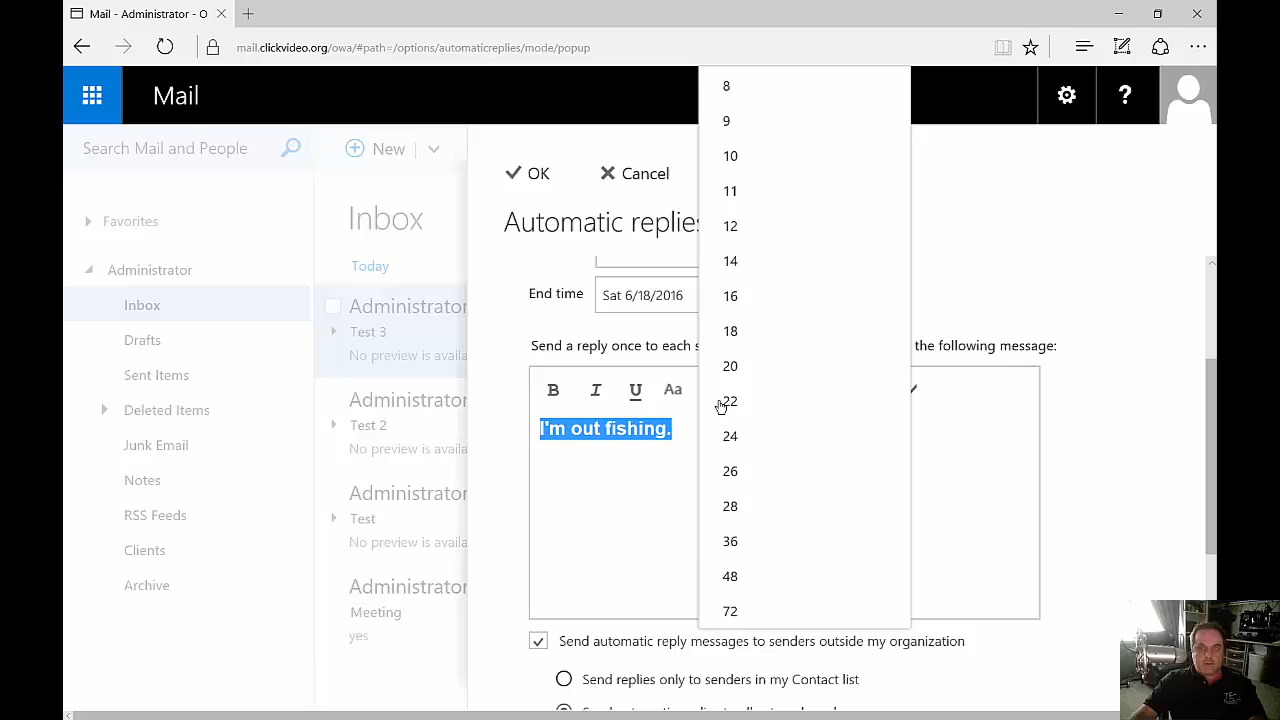 Mail - Administrator - O
mail.clickvideo.org/owa/#path=/options/automaticreplies/mode/popup
Mail
?
Search Mail and People
New
Favorites
Administrator
Inbox
Drafts
Sent Items
Deleted Items
Junk Email
Notes
RSS Feeds
Clients
Archive
Inbox
Today
Administrator
Test 3
No preview is availa
Administrator
Test 2
No preview is availa
Administrator
Test
No preview is availa
Administrator
Meeting
yes
OK
Cancel
Automatic replies
End time
Sat 6/18/2016
Send a reply once to each s
the following message:
B I U Aa
I'm out fishing.
8
9
10
11
12
14
16
18
20
22
24
26
28
36
48
72
Send automatic reply messages to senders outside my organization
Send replies only to senders in my Contact list